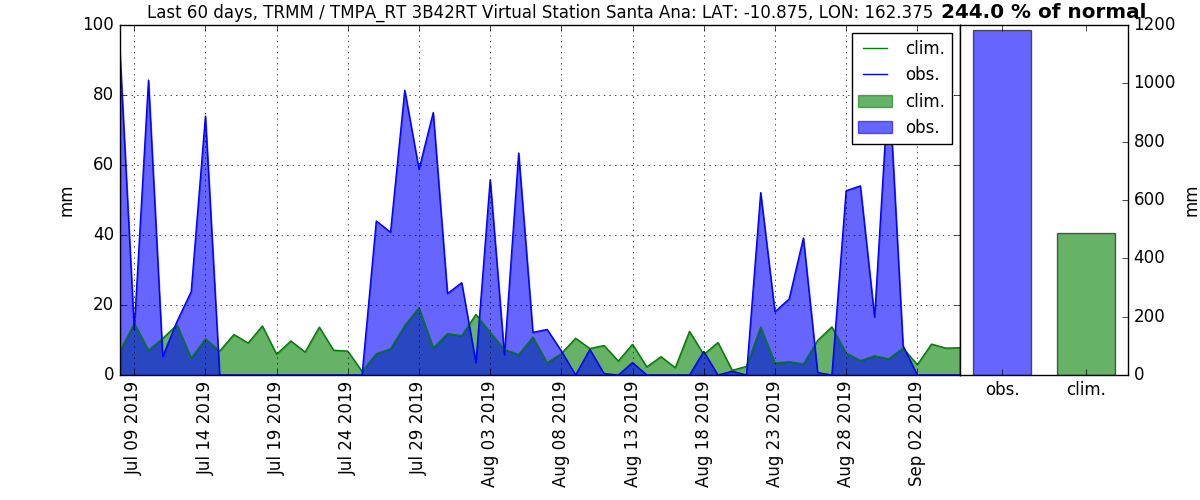 Last 60 days, TRMM / TMPA_RT 3B42RT Virtual Station Santa Ana: LAT: -10.875, LON: 162.375
244.0 % of normal
clim.
obs.
clim.
obs.
mm
100
80
60
40
20
0
Jul 09 2019
Jul 14 2019
Jul 19 2019
Jul 24 2019
Jul 29 2019
Aug 03 2019
Aug 08 2019
Aug 13 2019
Aug 18 2019
Aug 23 2019
Aug 28 2019
Sep 02 2019
1200
1000
800
600
400
200
0
mm
obs.
clim.